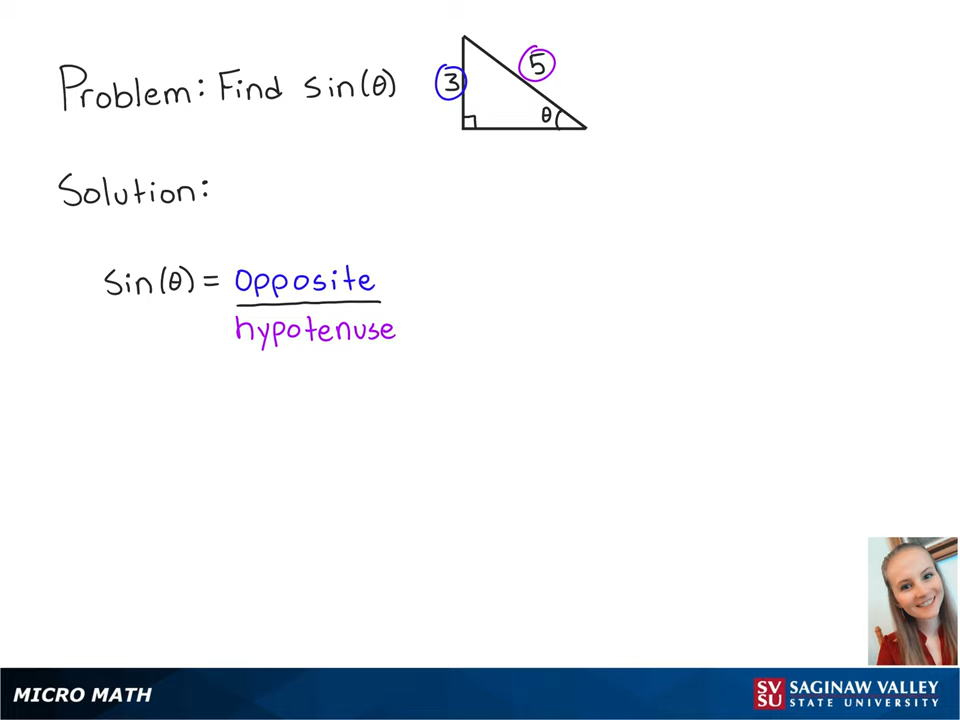 Problem: Find sin(θ)
3
5
θ
Solution:
sin(θ) = opposite
hypotenuse
MICRO MATH
SV
SU
SAGINAW VALLEY
STATE UNIVERSITY